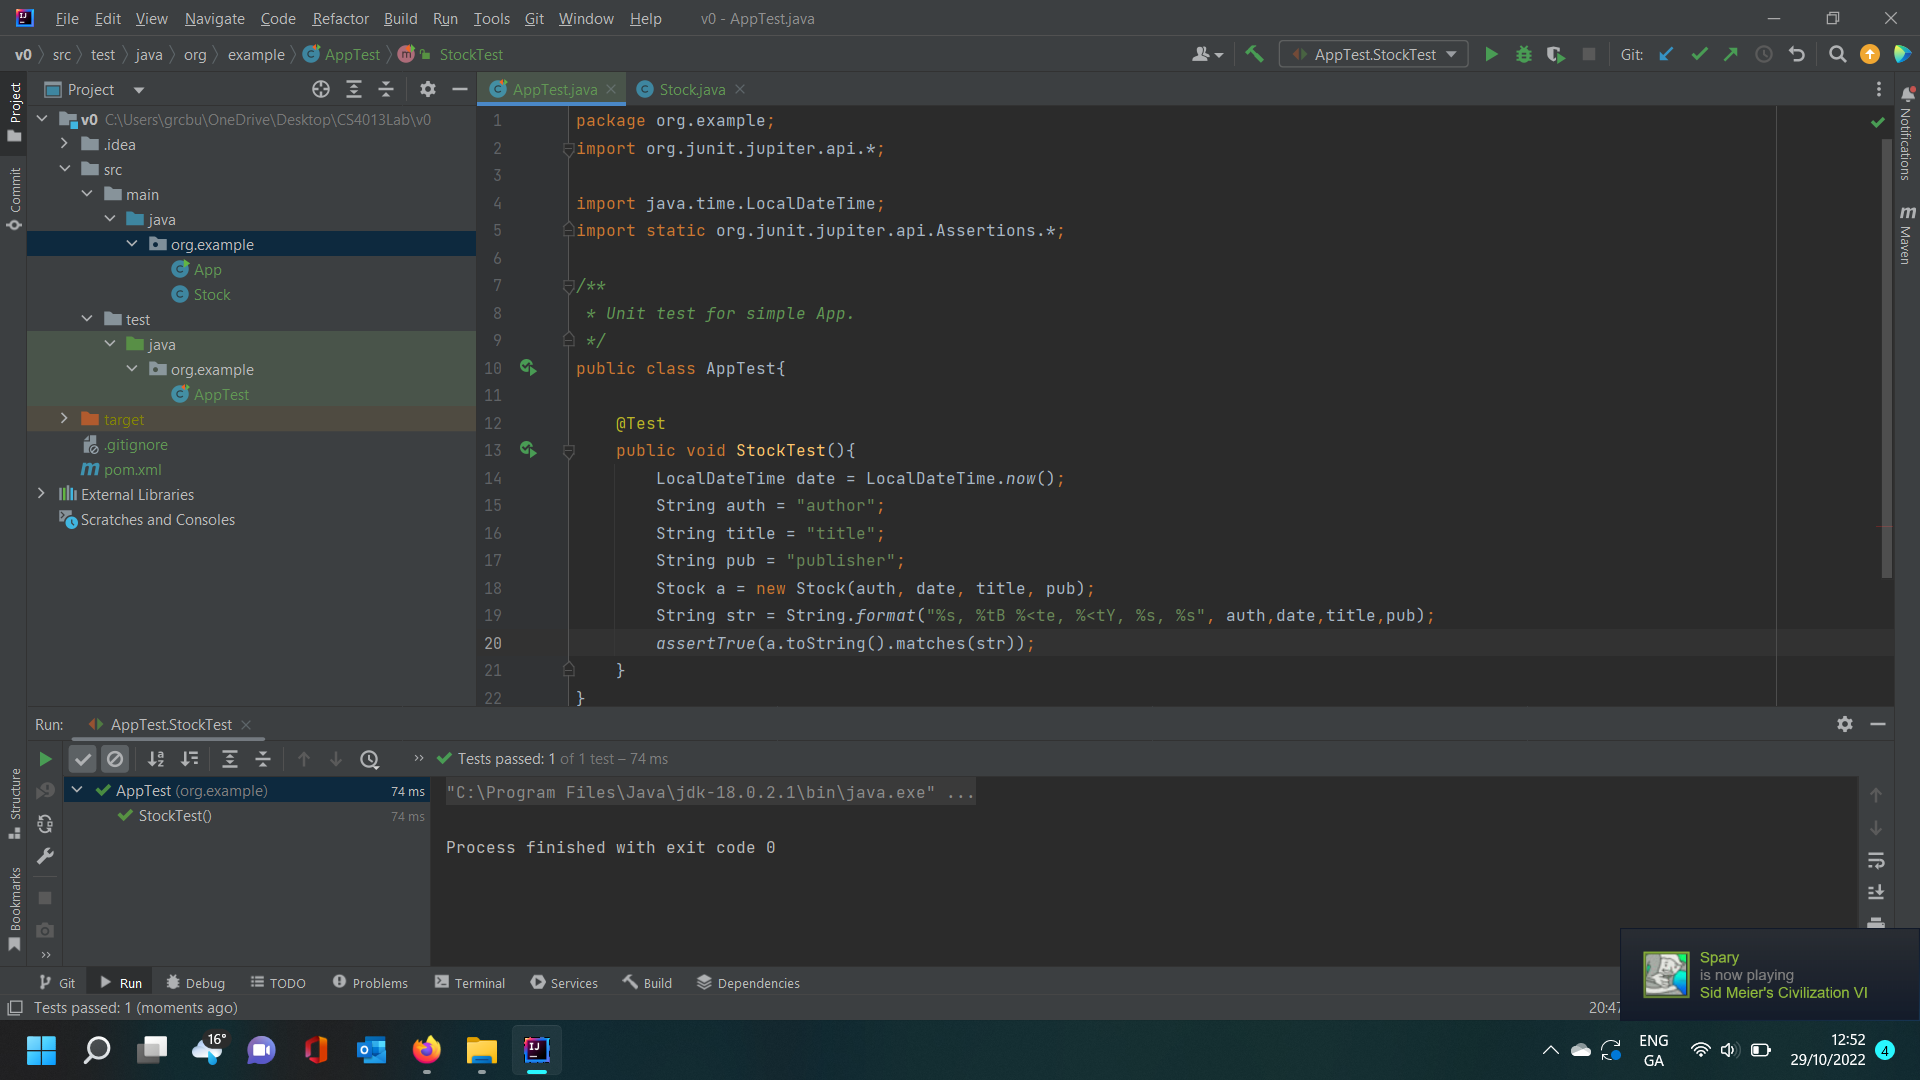 File Edit View Navigate Code Refactor Build Run Tools Git Window Help v0 - AppTest.java
v0 src test java org example AppTest m StockTest
AppTest.StockTest Git:
Project
AppTest.java Stock.java
v0 C:\Users\grcbu\OneDrive\Desktop\CS4013Lab\v0
.idea
src
main
java
org.example
App
Stock
test
java
org.example
AppTest
target
.gitignore
pom.xml
External Libraries
Scratches and Consoles
Project
Commit
Structure
Bookmarks
Notifications
Maven
1 package org.example;
2 import org.junit.jupiter.api.*;
3
4 import java.time.LocalDateTime;
5 import static org.junit.jupiter.api.Assertions.*;
6
7 /**
8 * Unit test for simple App.
9 */
10 public class AppTest{
11
12 @Test
13 public void StockTest(){
14 LocalDateTime date = LocalDateTime.now();
15 String auth = "author";
16 String title = "title";
17 String pub = "publisher";
18 Stock a = new Stock(auth, date, title, pub);
19 String str = String.format("%s, %tB %<te, %<tY, %s, %s", auth,date,title,pub);
20 assertTrue(a.toString().matches(str));
21 }
22 }
Run: AppTest.StockTest
Tests passed: 1 of 1 test – 74 ms
AppTest (org.example) 74 ms
StockTest() 74 ms
"C:\Program Files\Java\jdk-18.0.2.1\bin\java.exe" ...
Process finished with exit code 0
Git Run Debug TODO Problems Terminal Services Build Dependencies
Tests passed: 1 (moments ago)
20:47
Spary
is now playing
Sid Meier's Civilization VI
16°
ENG
GA
12:52
29/10/2022
4